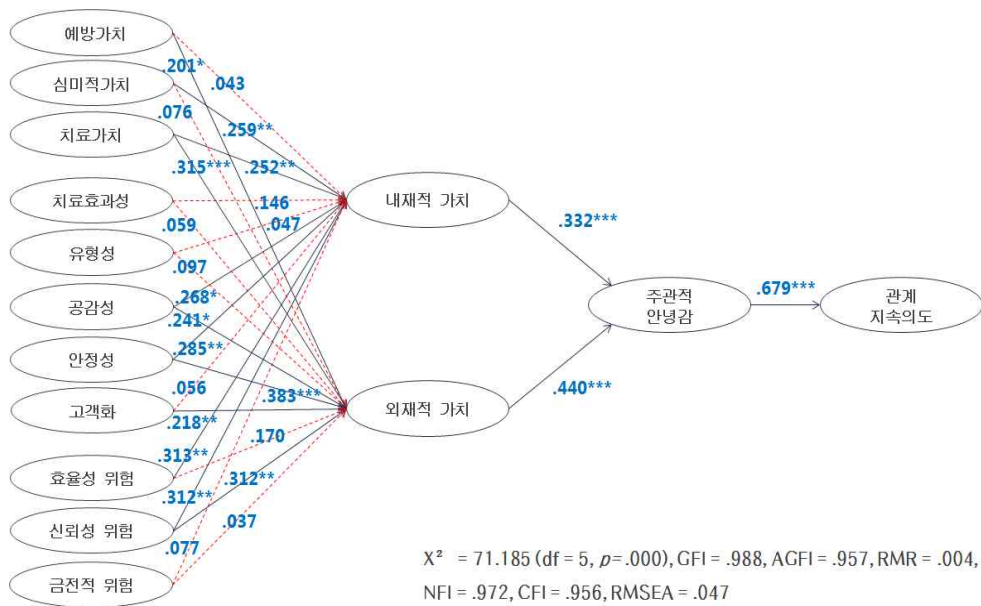 예방가치
.201*
.043
심미적가치
.076
.259**
치료가치
.315***
.252**
치료효과성
.146
내재적 가치
.059
.047
.332***
유형성
.097
공감성
.268*
주관적
안녕감
.679***
관계
지속의도
.241*
안정성
.285**
.056
.383***
.440***
고객화
외재적 가치
.218**
.170
.313**
효율성 위험
.312**
.312**
신뢰성 위험
.037
.077
금전적 위험
X² = 71.185 (df = 5, p=.000), GFI = .988, AGFI = .957, RMR = .004,
NFI = .972, CFI = .956, RMSEA = .047